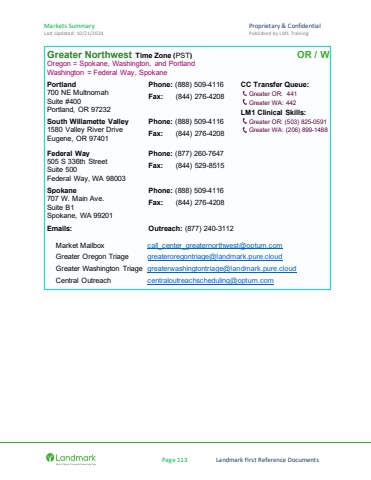 Markets Summary
Proprietary & Confidential
Last Updated: 10/21/2024
Published by LM1 Training
Greater Northwest Time Zone (PST) OR / W
Oregon = Spokane, Washington, and Portland
Washington = Federal Way, Spokane
Portland
700 NE Multnomah
Suite #400
Portland, OR 97232
Phone: (888) 509-4116
Fax: (844) 276-4208
CC Transfer Queue:
Greater OR: 441
Greater WA: 442
LM1 Clinical Skills:
Greater OR: (503) 825-0591
Greater WA: (206) 899-1468
South Willamette Valley
1580 Valley River Drive
Eugene, OR 97401
Phone: (888) 509-4116
Fax: (844) 276-4208
Federal Way
505 S 336th Street
Suite 500
Federal Way, WA 98003
Phone: (877) 260-7647
Fax: (844) 529-8515
Spokane
707 W. Main Ave.
Suite B1
Spokane, WA 99201
Phone: (888) 509-4116
Fax: (844) 276-4208
Emails:
Outreach: (877) 240-3112
Market Mailbox call_center_greaternorthwest@optum.com
Greater Oregon Triage greateroregontriage@landmark.pure.cloud
Greater Washington Triage greaterwashingtontriage@landmark.pure.cloud
Central Outreach centraloutreachscheduling@optum.com
Landmark
Page 113
Landmark First Reference Documents